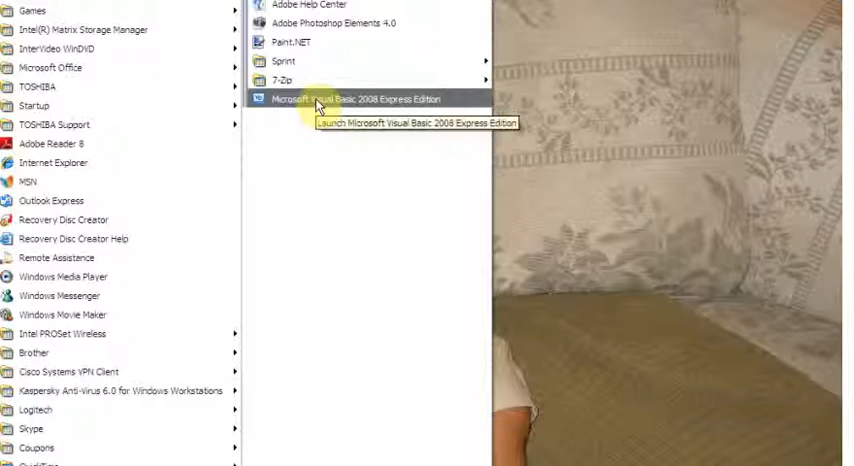 Games
Intel(R) Matrix Storage Manager
InterVideo WinDVD
Microsoft Office
TOSHIBA
Startup
TOSHIBA Support
Adobe Reader 8
Internet Explorer
MSN
Outlook Express
Recovery Disc Creator
Recovery Disc Creator Help
Remote Assistance
Windows Media Player
Windows Messenger
Windows Movie Maker
Intel PROSet Wireless
Brother
Cisco Systems VPN Client
Kaspersky Anti-Virus 6.0 for Windows Workstations
Logitech
Skype
Coupons
QuickTime
Adobe Help Center
Adobe Photoshop Elements 4.0
Paint.NET
Sprint
7-Zip
Microsoft Visual Basic 2008 Express Edition
Launch Microsoft Visual Basic 2008 Express Edition